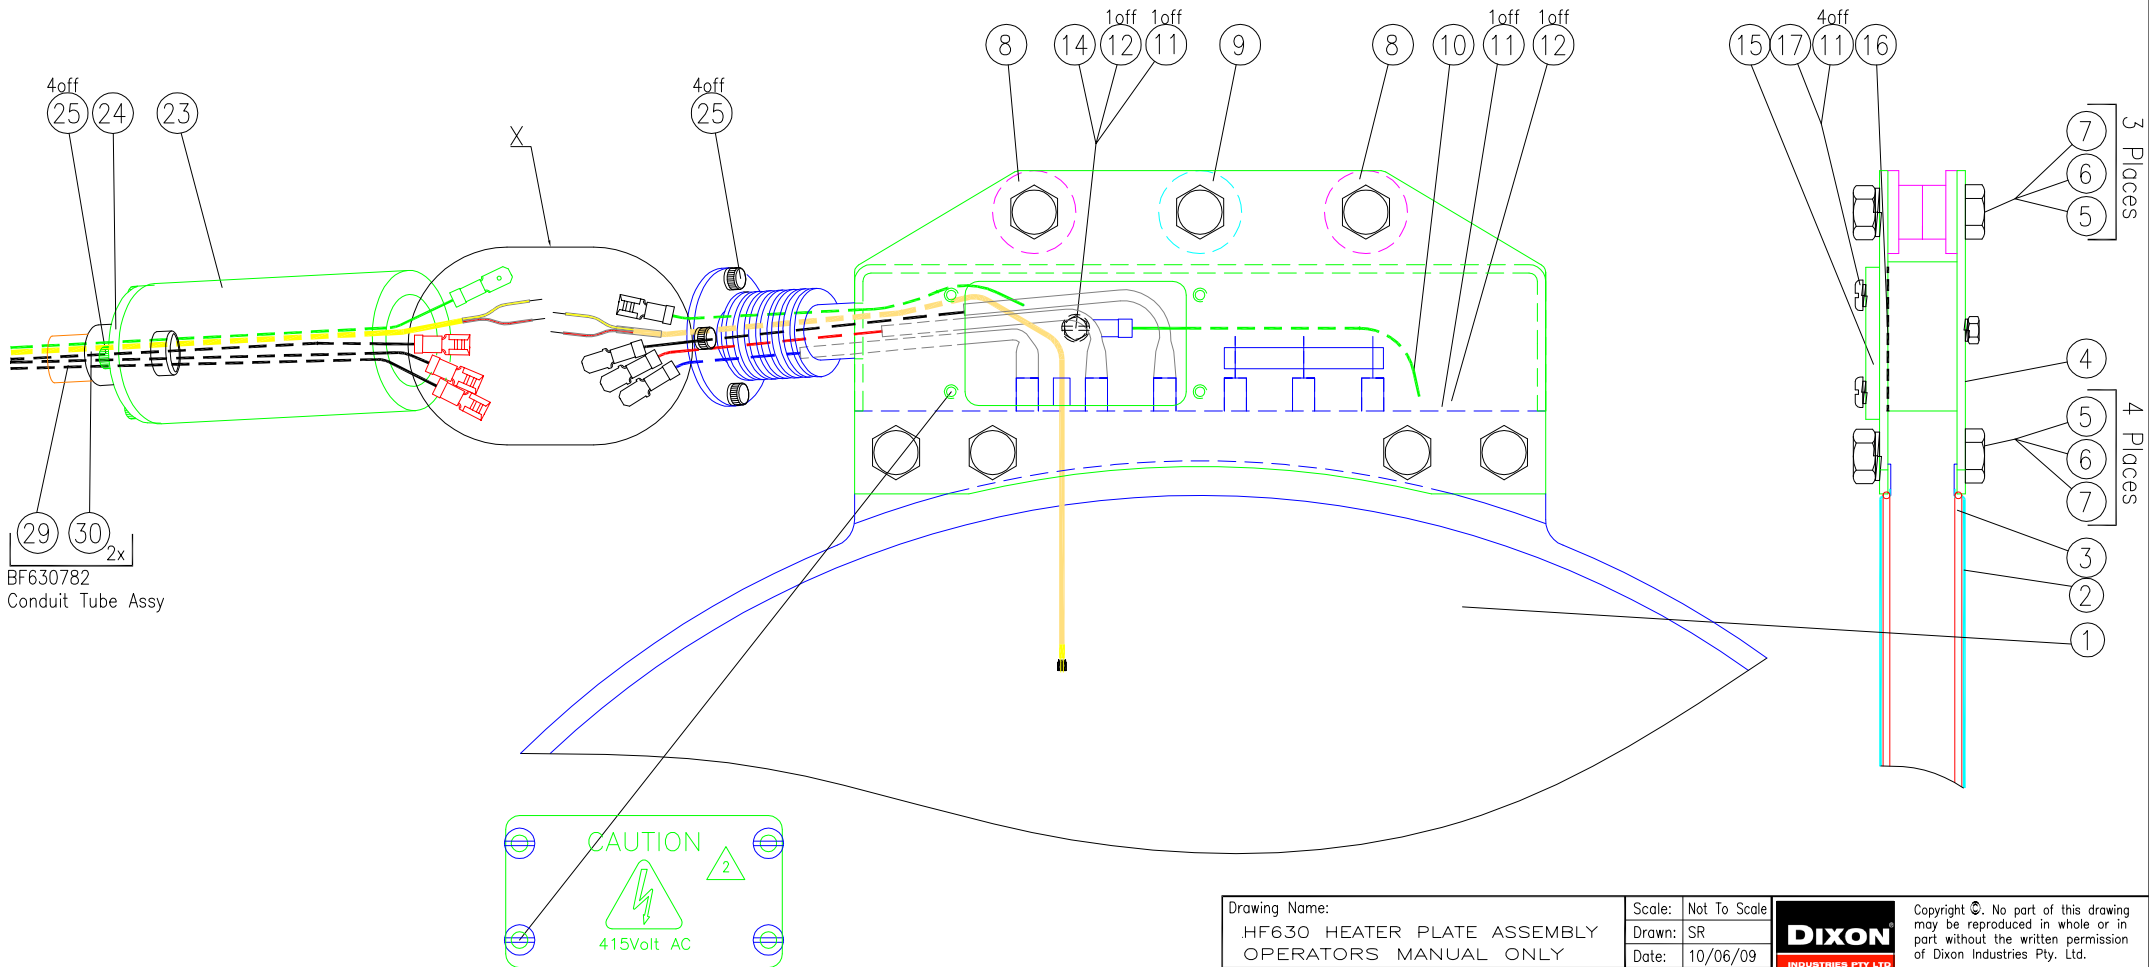 1off 1off
8 14 12 11 9 8 10
1off 1off
11 12
4off
15 17 11 16
4off
25 24 23
X
4off
25
7
6
5
3 Places
4
5
6
7
4 Places
3
2
1
29 30 2x
BF630782
Conduit Tube Assy
CAUTION
2
415Volt AC
Drawing Name:
HF630 HEATER PLATE ASSEMBLY
OPERATORS MANUAL ONLY
Scale: Not To Scale
Drawn: SR
Date: 10/06/09
DIXON®
INDUSTRIES PTY LTD
Copyright ©. No part of this drawing
may be reproduced in whole or in
part without the written permission
of Dixon Industries Pty. Ltd.